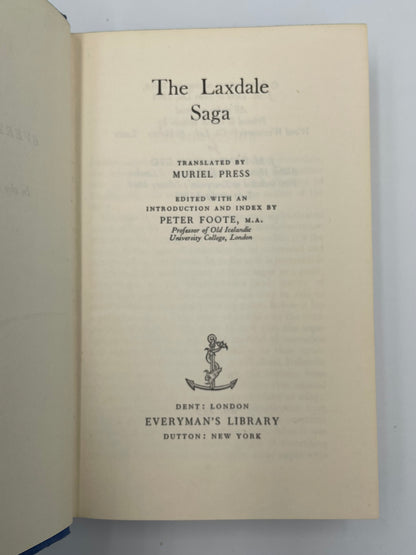 The Laxdale
Saga
TRANSLATED BY
MURIEL PRESS
EDITED WITH AN
INTRODUCTION AND INDEX BY
PETER FOOTE, M.A.
Professor of Old Icelandic
University College, London
DENT: LONDON
EVERYMAN'S LIBRARY
DUTTON: NEW YORK